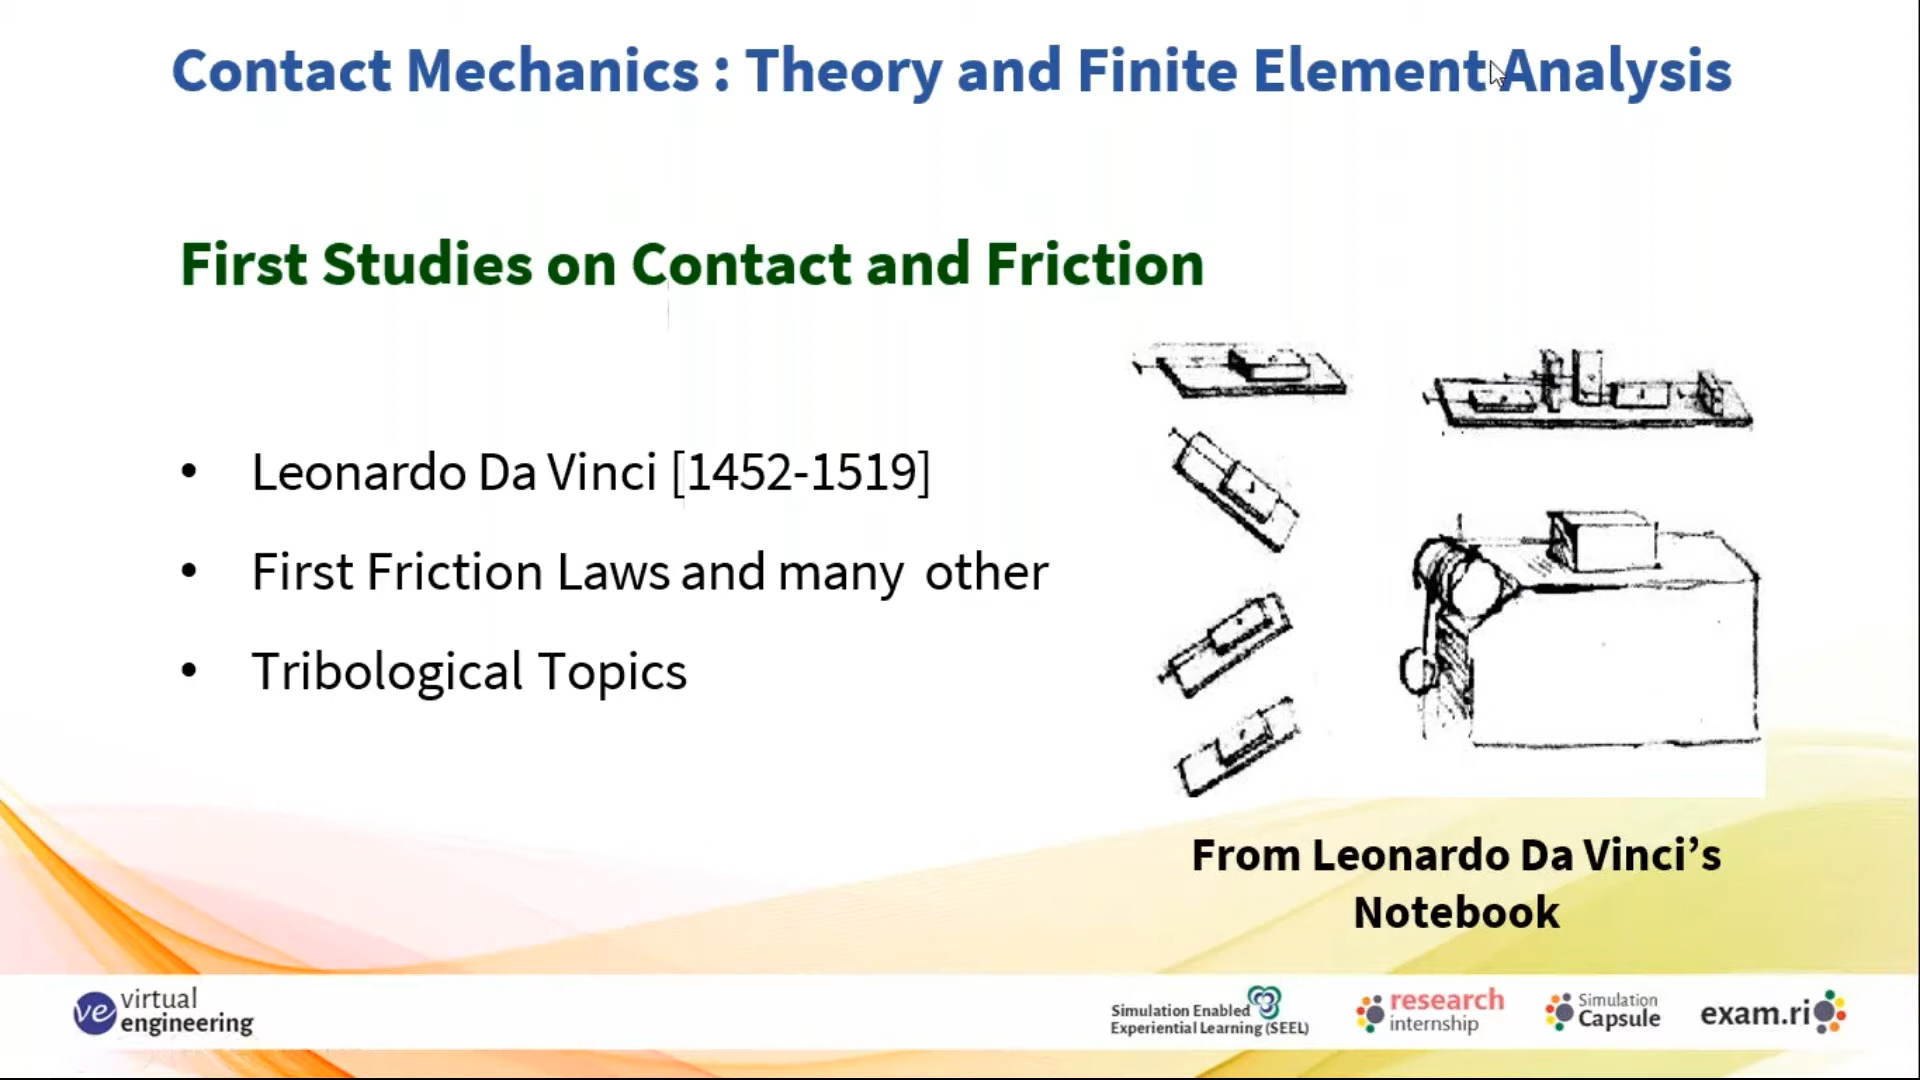 Contact Mechanics : Theory and Finite Element Analysis
First Studies on Contact and Friction
• Leonardo Da Vinci [1452-1519]
• First Friction Laws and many other
• Tribological Topics
From Leonardo Da Vinci’s
Notebook
ve virtual
engineering
Simulation Enabled
Experiential Learning (SEEL)
research
internship
Simulation
Capsule
exam.ri